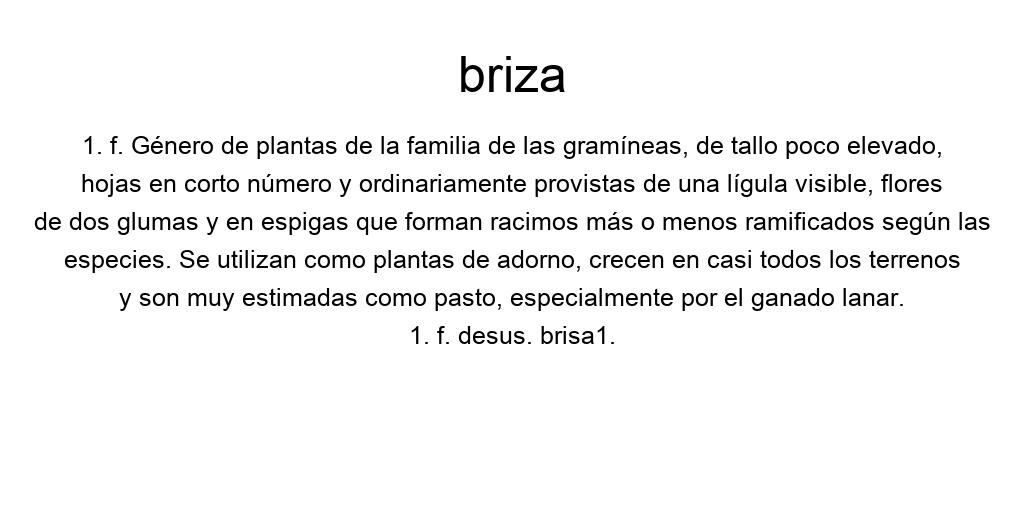 briza
1. f. Género de plantas de la familia de las gramíneas, de tallo poco elevado,
hojas en corto número y ordinariamente provistas de una lígula visible, flores
de dos glumas y en espigas que forman racimos más o menos ramificados según las
especies. Se utilizan como plantas de adorno, crecen en casi todos los terrenos
y son muy estimadas como pasto, especialmente por el ganado lanar.
1. f. desus. brisa1.